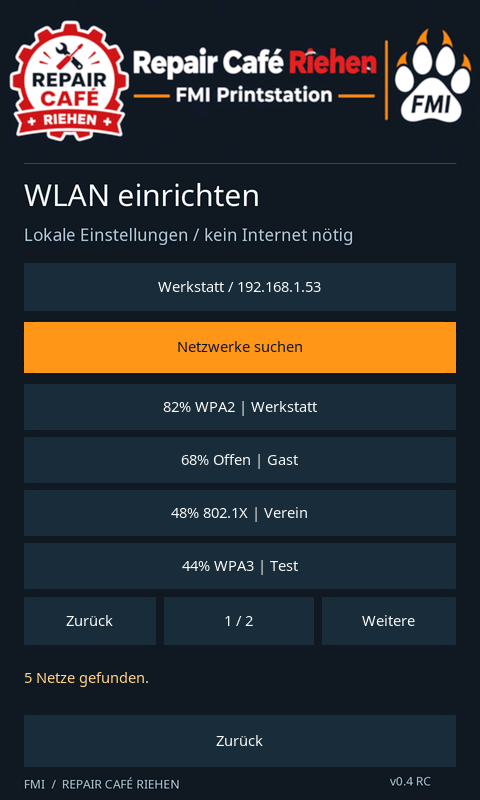 REPAIR
CAFÉ
RIEHEN
Repair Café Riehen
FMI Printstation
FMI
WLAN einrichten
Lokale Einstellungen / kein Internet nötig
Werkstatt / 192.168.1.53
Netzwerke suchen
82% WPA2 | Werkstatt
68% Offen | Gast
48% 802.1X | Verein
44% WPA3 | Test
Zurück 1 / 2 Weitere
5 Netze gefunden.
Zurück
FMI / REPAIR CAFÉ RIEHEN v0.4 RC